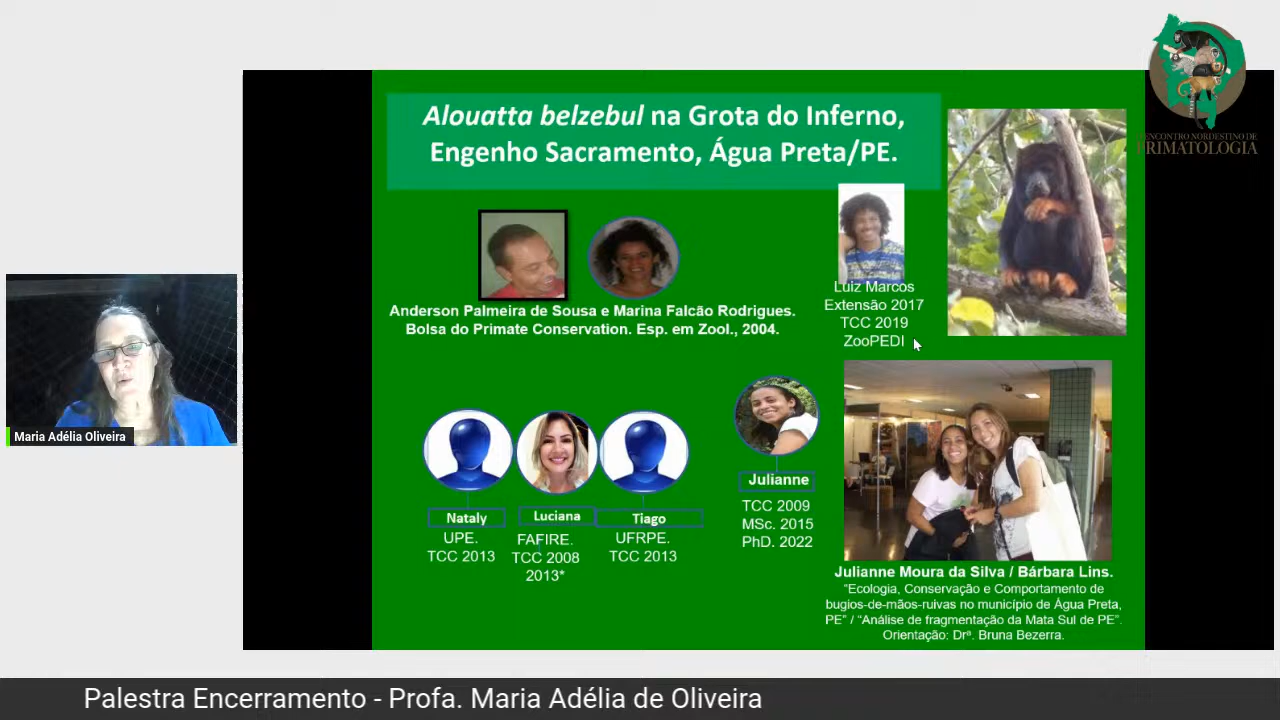 ENCONTRO NORDESTINO DE
PRIMATOLOGIA
Alouatta belzebul na Grota do Inferno,
Engenho Sacramento, Água Preta/PE.
Anderson Palmeira de Sousa e Marina Falcão Rodrigues.
Bolsa do Primate Conservation. Esp. em Zool., 2004.
Luiz Marcos
Extensão 2017
TCC 2019
ZooPEDI
Maria Adélia Oliveira
Nataly
UPE.
TCC 2013
Luciana
FAFIRE.
TCC 2008
2013*
Tiago
UFRPE.
TCC 2013
Julianne
TCC 2009
MSc. 2015
PhD. 2022
Julianne Moura da Silva / Bárbara Lins.
"Ecologia, Conservação e Comportamento de
bugios-de-mãos-ruivas no município de Água Preta,
PE" / "Análise de fragmentação da Mata Sul de PE".
Orientação: Drª. Bruna Bezerra.
Palestra Encerramento - Profa. Maria Adélia de Oliveira